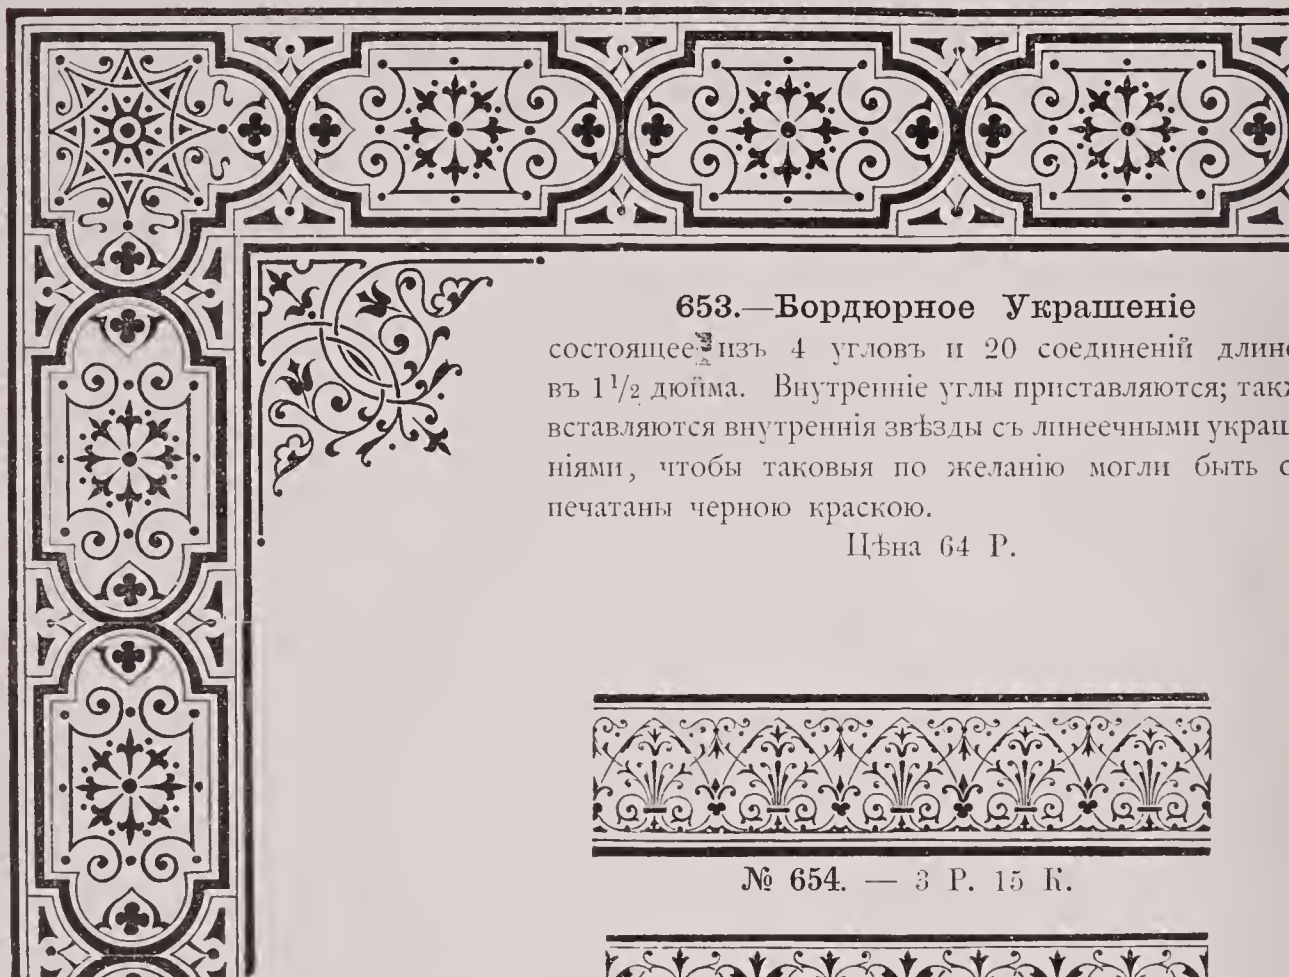 653.—Бордюрное Украшеніе
состоящее изъ 4 угловъ и 20 соединеній длино
въ 1 1/2 дюйма. Внутренніе углы приставляются; такж
вставляются внутреннія звѣзды съ линеечными украш
ніями, чтобы таковыя по желанію могли быть о
печатаны черною краскою.
Цѣна 64 Р.
№ 654. — 3 Р. 15 К.